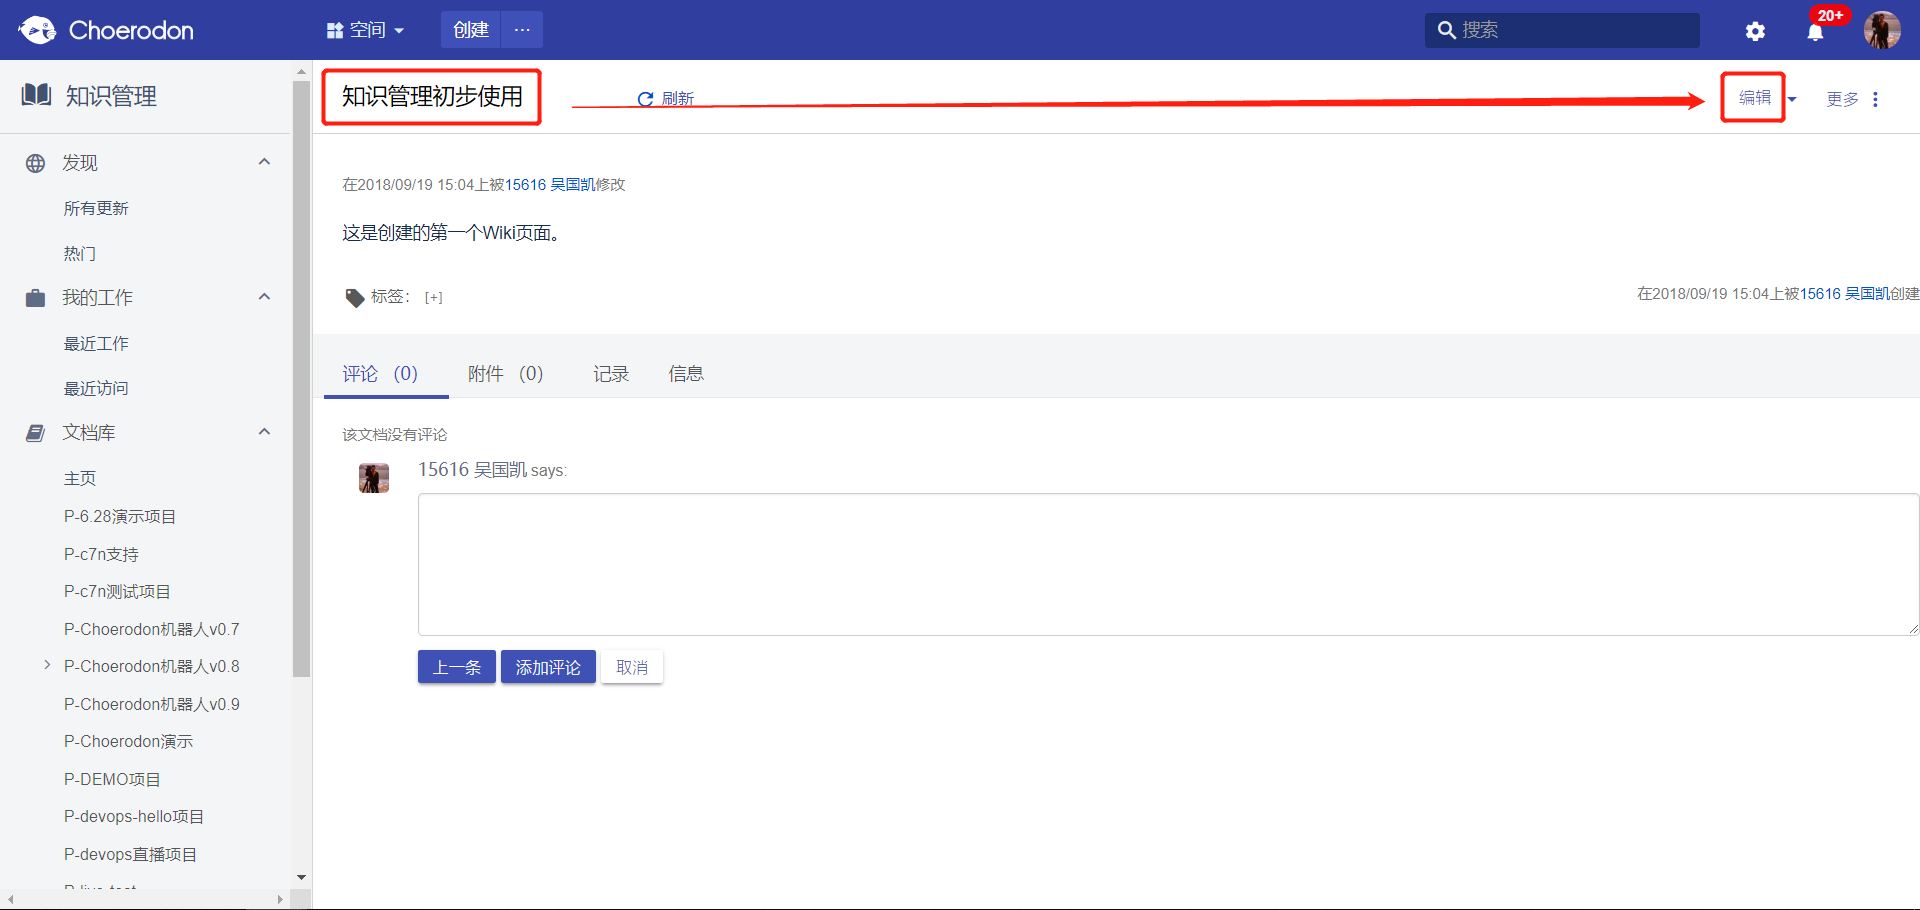 Choerodon
空间
创建
...
搜索
20+
知识管理
知识管理初步使用
刷新
编辑
更多
发现
所有更新
热门
我的工作
最近工作
最近访问
文档库
主页
P-6.28演示项目
P-c7n支持
P-c7n测试项目
P-Choerodon机器人v0.7
P-Choerodon机器人v0.8
P-Choerodon机器人v0.9
P-Choerodon演示
P-DEMO项目
P-devops-hello项目
P-devops直播项目
在2018/09/19 15:04上被15616 吴国凯修改
这是创建的第一个Wiki页面。
标签： [+]
在2018/09/19 15:04上被15616 吴国凯创建
评论 (0)
附件 (0)
记录
信息
该文档没有评论
15616 吴国凯 says:
上一条
添加评论
取消